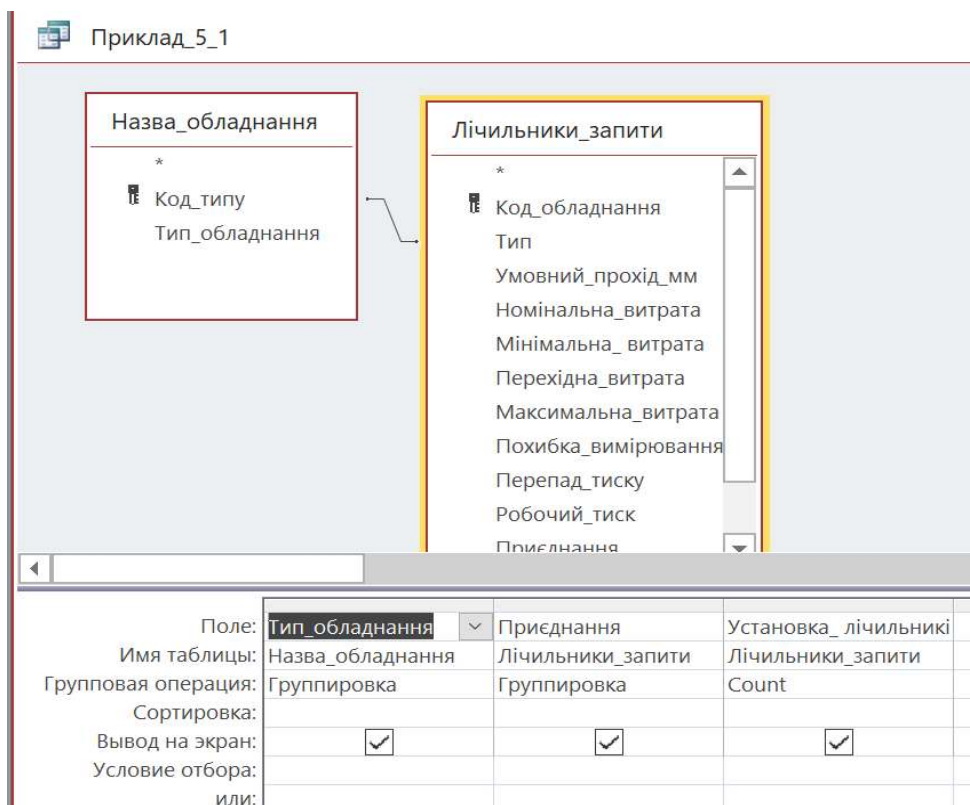 Приклад_5_1
Назва_обладнання
*
Код_типу
Тип_обладнання
Лічильники_запити
*
Код_обладнання
Тип
Умовний_прохід_мм
Номінальна_витрата
Мінімальна_ витрата
Перехідна_витрата
Максимальна_витрата
Похибка_вимірювання
Перепад_тиску
Робочий_тиск
Приєднання
Поле: Тип_обладнання Приєднання Установка_ лічильникі
Имя таблицы: Назва_обладнання Лічильники_запити Лічильники_запити
Групповая операция: Группировка Группировка Count
Сортировка:
Вывод на экран:
Условие отбора:
или: